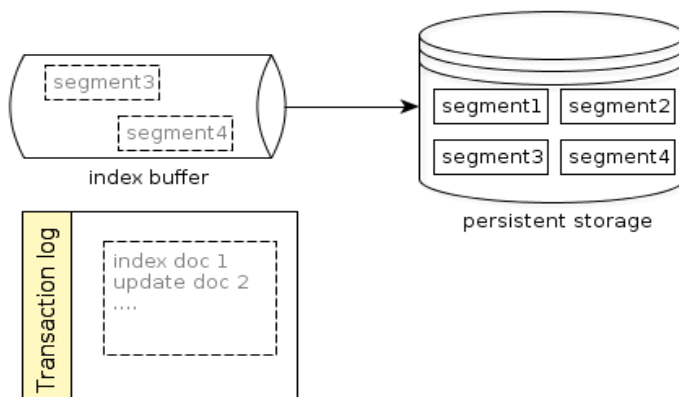 segment3
segment4
index buffer
segment1
segment2
segment3
segment4
persistent storage
Transaction log
index doc 1
update doc 2
....